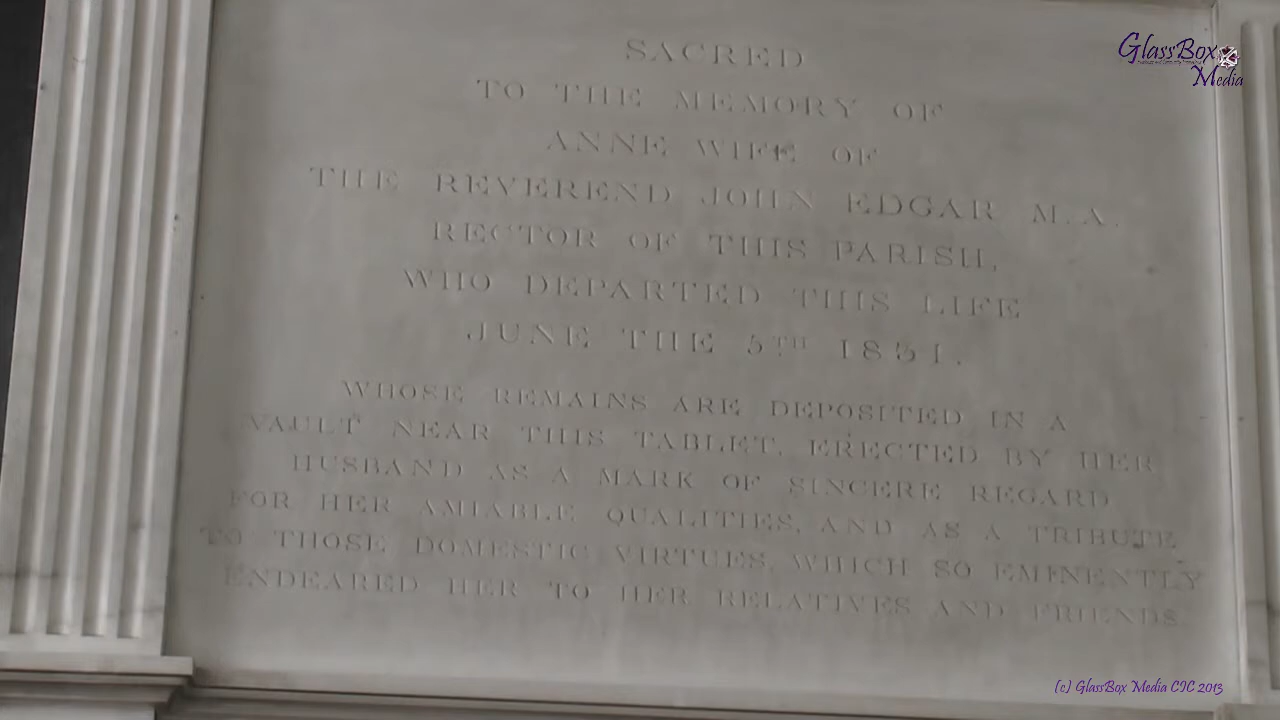 SACRED
TO THE MEMORY OF
ANNE WIFE OF
THE REVEREND JOHN EDGAR M.A.
RECTOR OF THIS PARISH,
WHO DEPARTED THIS LIFE
JUNE THE 5TH 1831.
WHOSE REMAINS ARE DEPOSITED IN A
VAULT NEAR THIS TABLET, ERECTED BY HER
HUSBAND AS A MARK OF SINCERE REGARD
FOR HER AMIABLE QUALITIES, AND AS A TRIBUTE
TO THOSE DOMESTIC VIRTUES, WHICH SO EMINENTLY
ENDEARED HER TO HER RELATIVES AND FRIENDS
GlassBox
Media
(c) GlassBox Media CIC 2013